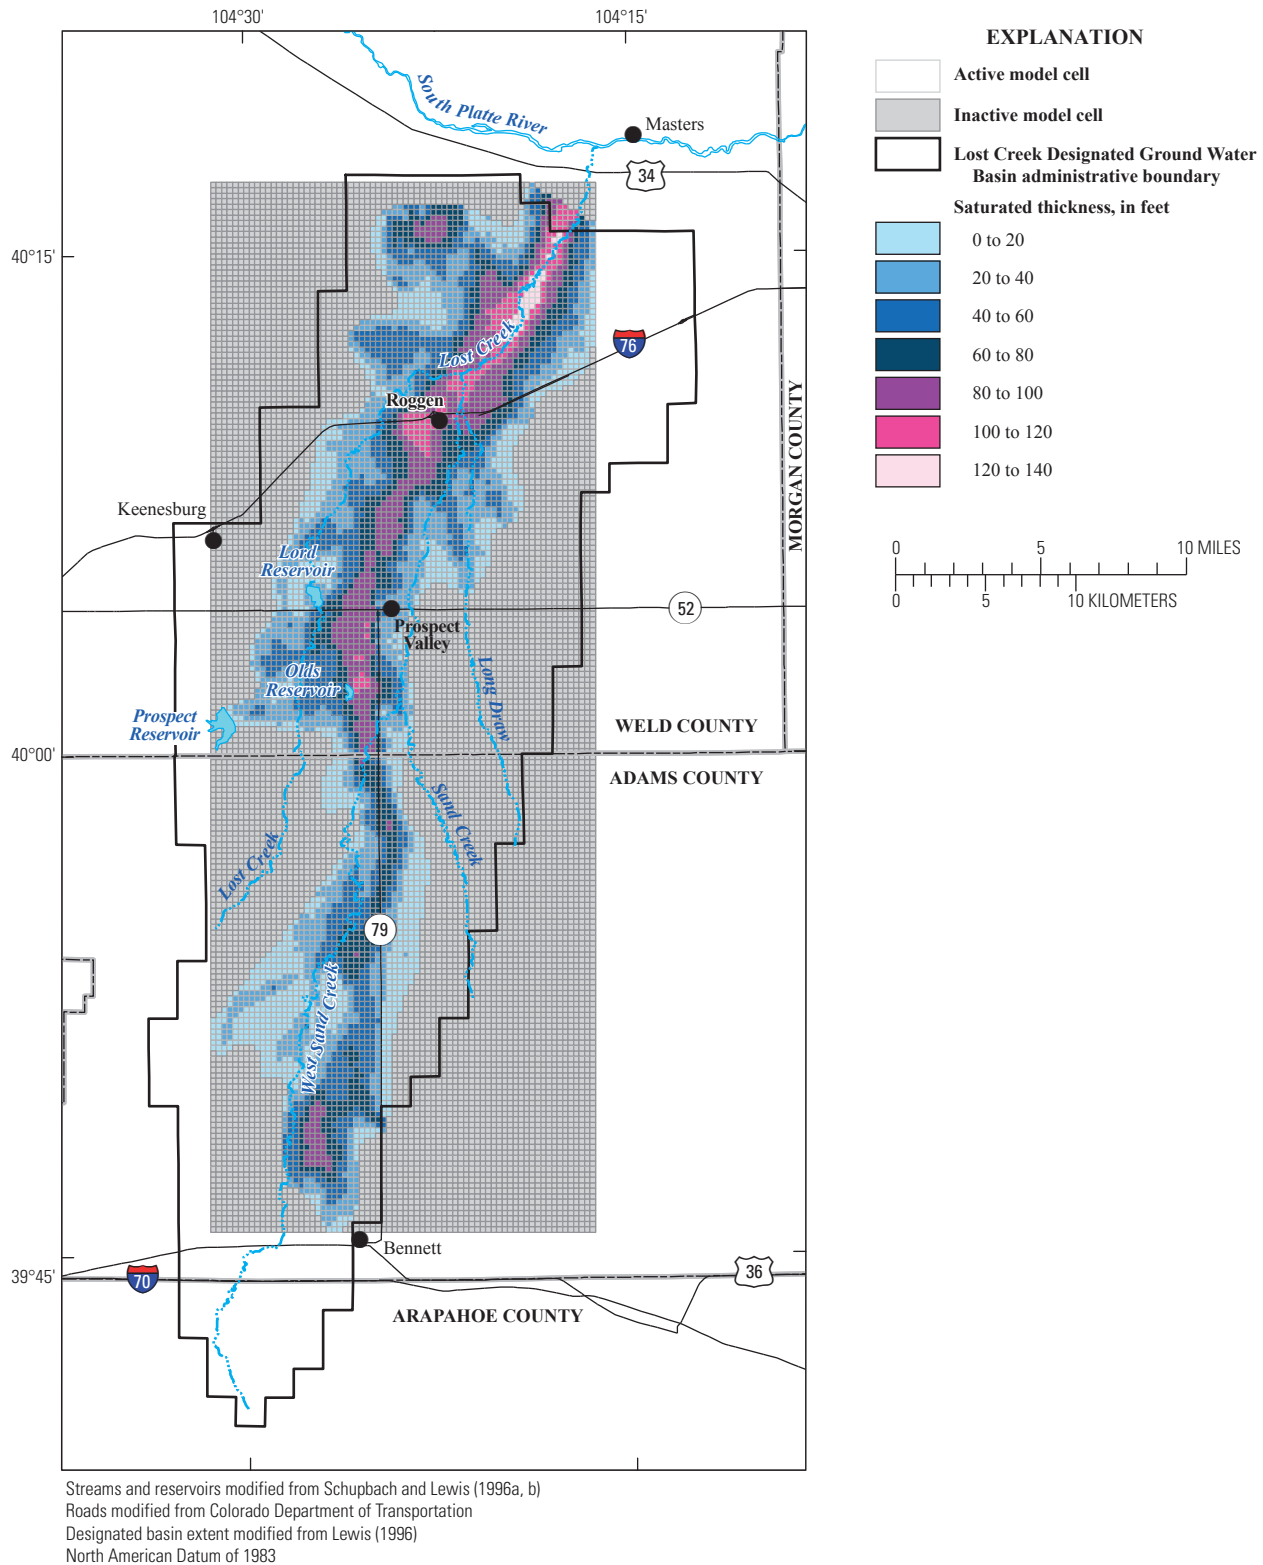 104°30'
104°15'
South Platte River
Masters
34
40°15'
76
Lost Creek
Roggen
Keenesburg
Lord
Reservoir
MORGAN COUNTY
52
Prospect
Valley
Olds
Reservoir
Long Draw
Prospect
Reservoir
WELD COUNTY
40°00'
ADAMS COUNTY
Sand Creek
Lost Creek
79
West Sand Creek
Bennett
39°45'
70
36
ARAPAHOE COUNTY
EXPLANATION
Active model cell
Inactive model cell
Lost Creek Designated Ground Water
Basin administrative boundary
Saturated thickness, in feet
0 to 20
20 to 40
40 to 60
60 to 80
80 to 100
100 to 120
120 to 140
0 5 10 MILES
0 5 10 KILOMETERS
Streams and reservoirs modified from Schupbach and Lewis (1996a, b)
Roads modified from Colorado Department of Transportation
Designated basin extent modified from Lewis (1996)
North American Datum of 1983